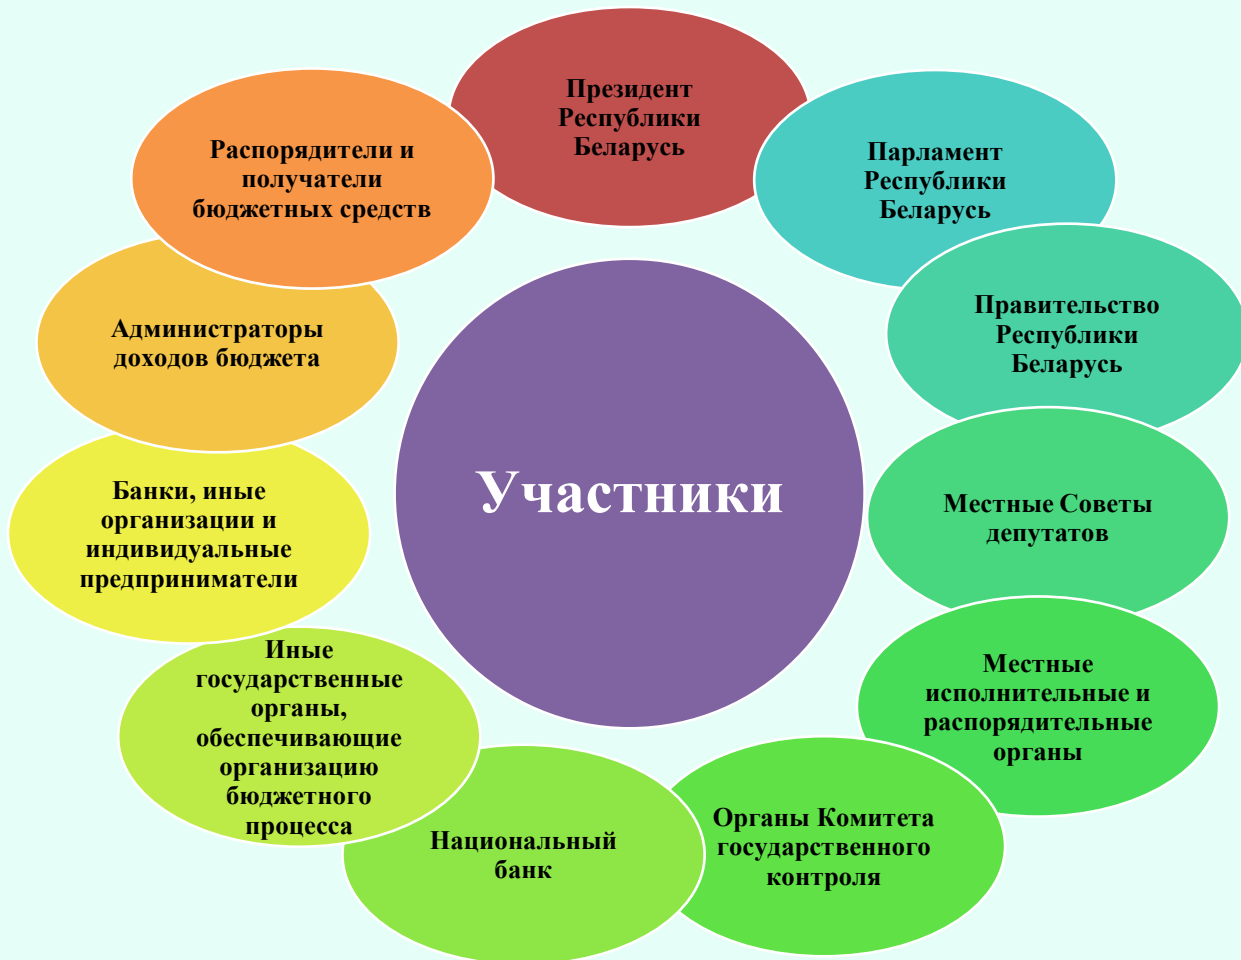 Президент
Республики
Беларусь
Парламент
Республики
Беларусь
Правительство
Республики
Беларусь
Местные Советы
депутатов
Местные
исполнительные и
распорядительные
органы
Органы Комитета
государственного
контроля
Национальный
банк
Иные
государственные
органы,
обеспечивающие
организацию
бюджетного
процесса
Банки, иные
организации и
индивидуальные
предприниматели
Администраторы
доходов бюджета
Распорядители и
получатели
бюджетных средств
Участники